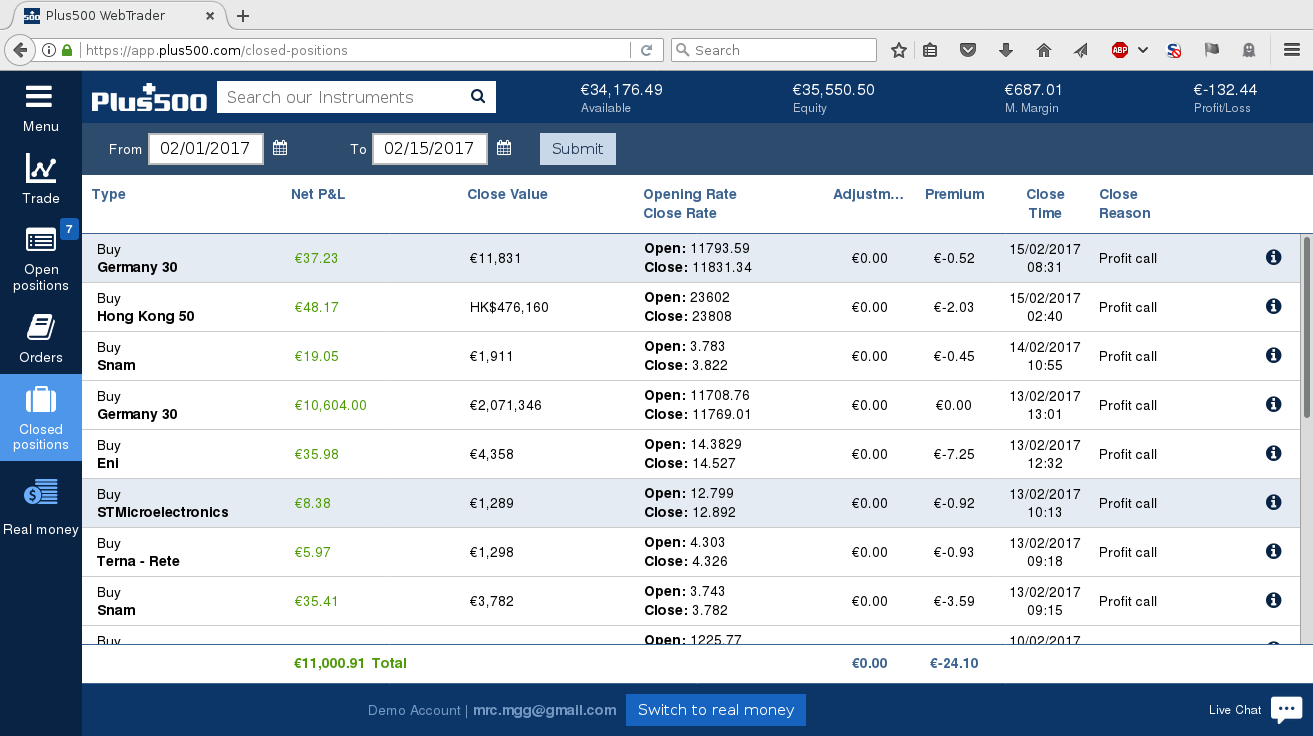 Plus500 WebTrader
https://app.plus500.com/closed-positions
Search
ABP
S
Menu
Trade
7
Open
positions
Orders
Closed
positions
Real money
Plus500
Search our Instruments
€34,176.49
Available
€35,550.50
Equity
€687.01
M. Margin
€-132.44
Profit/Loss
From 02/01/2017 To 02/15/2017 Submit
Type Net P&L Close Value Opening Rate Adjustm... Premium Close Close
Close Rate Time Reason
Buy Open: 11793.59 15/02/2017
Germany 30 €37.23 €11,831 Close: 11831.34 €0.00 €-0.52 08:31 Profit call
Buy Open: 23602 15/02/2017
Hong Kong 50 €48.17 HK$476,160 Close: 23808 €0.00 €-2.03 02:40 Profit call
Buy Open: 3.783 14/02/2017
Snam €19.05 €1,911 Close: 3.822 €0.00 €-0.45 10:55 Profit call
Buy Open: 11708.76 13/02/2017
Germany 30 €10,604.00 €2,071,346 Close: 11769.01 €0.00 €0.00 13:01 Profit call
Buy Open: 14.3829 13/02/2017
Eni €35.98 €4,358 Close: 14.527 €0.00 €-7.25 12:32 Profit call
Buy Open: 12.799 13/02/2017
STMicroelectronics €8.38 €1,289 Close: 12.892 €0.00 €-0.92 10:13 Profit call
Buy Open: 4.303 13/02/2017
Terna - Rete €5.97 €1,298 Close: 4.326 €0.00 €-0.93 09:18 Profit call
Buy Open: 3.743 13/02/2017
Snam €35.41 €3,782 Close: 3.782 €0.00 €-3.59 09:15 Profit call
Buy Open: 1225.77 10/02/2017
€11,000.91 Total €0.00 €-24.10
Demo Account | mrc.mgg@gmail.com Switch to real money Live Chat